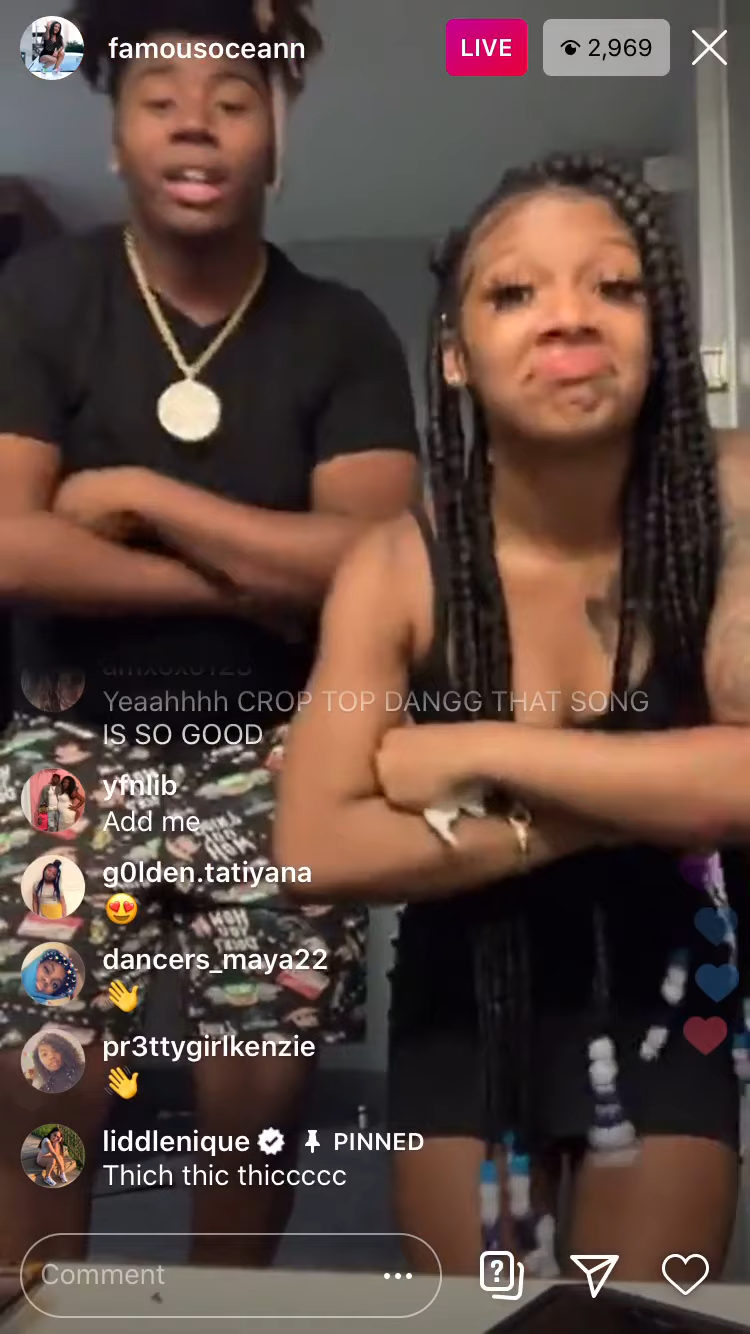 famousoceann
LIVE
2,969
Yeaahhhh CROP TOP DANGG THAT SONG
IS SO GOOD
yfnlib
Add me
g0lden.tatiyana
😍
dancers_maya22
👋
pr3ttygirlkenzie
👋
liddlenique PINNED
Thich thic thiccccc
Comment